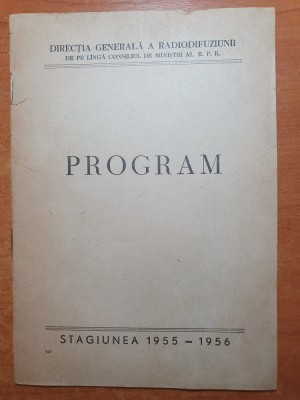 DIRECȚIA GENERALĂ A RADIODIFUZIUNII
DE PE LÎNGĂ CONSILIUL DE MINIȘTRI AL R. P. R.
PROGRAM
STAGIUNEA 1955 – 1956